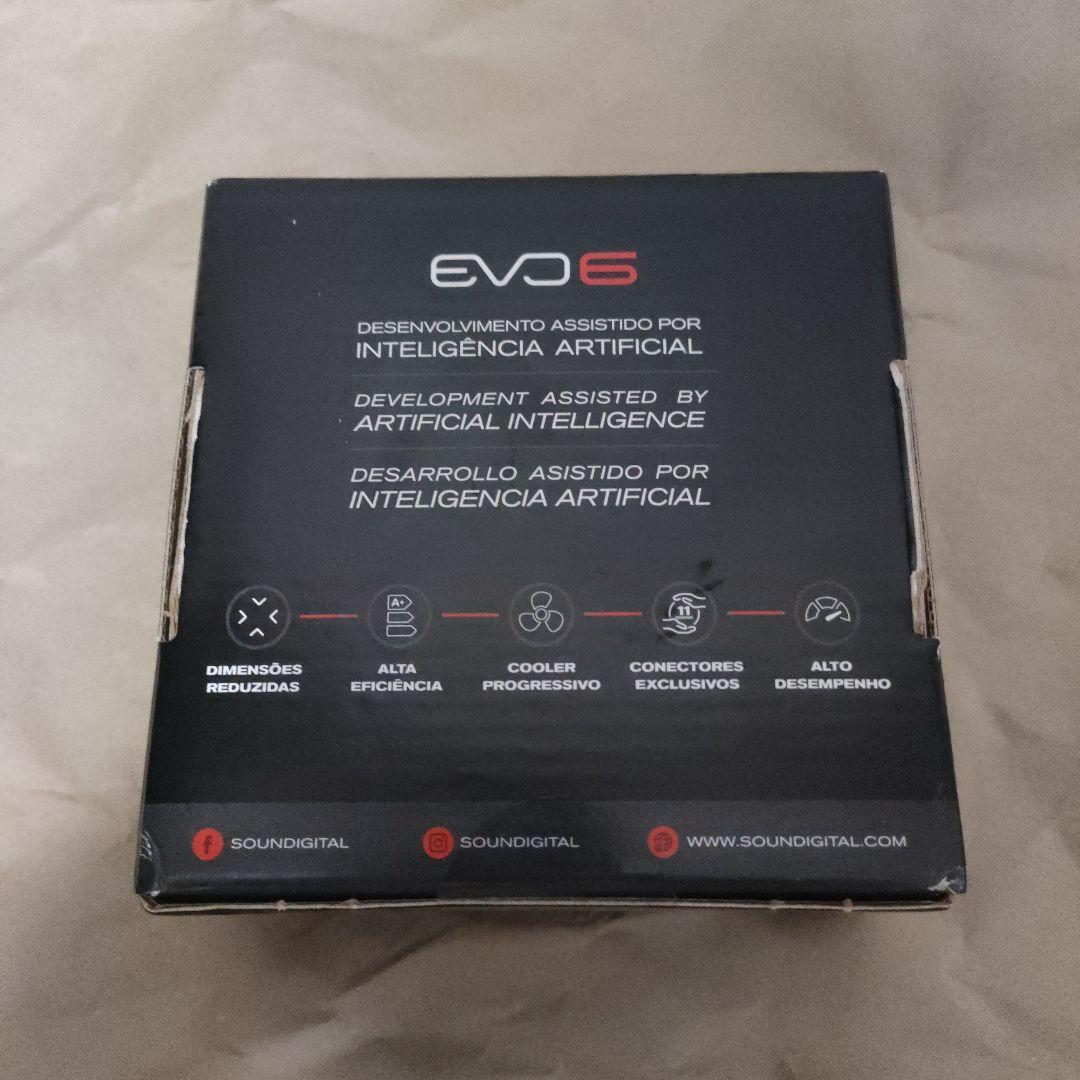 EVO6
DESENVOLVIMENTO ASSISTIDO POR
INTELIGÊNCIA ARTIFICIAL
DEVELOPMENT ASSISTED BY
ARTIFICIAL INTELLIGENCE
DESARROLLO ASISTIDO POR
INTELIGENCIA ARTIFICIAL
A+
11
DIMENSÕES
REDUZIDAS
ALTA
EFICIÊNCIA
COOLER
PROGRESSIVO
CONECTORES
EXCLUSIVOS
ALTO
DESEMPENHO
SOUNDIGITAL
SOUNDIGITAL
WWW.SOUNDIGITAL.COM